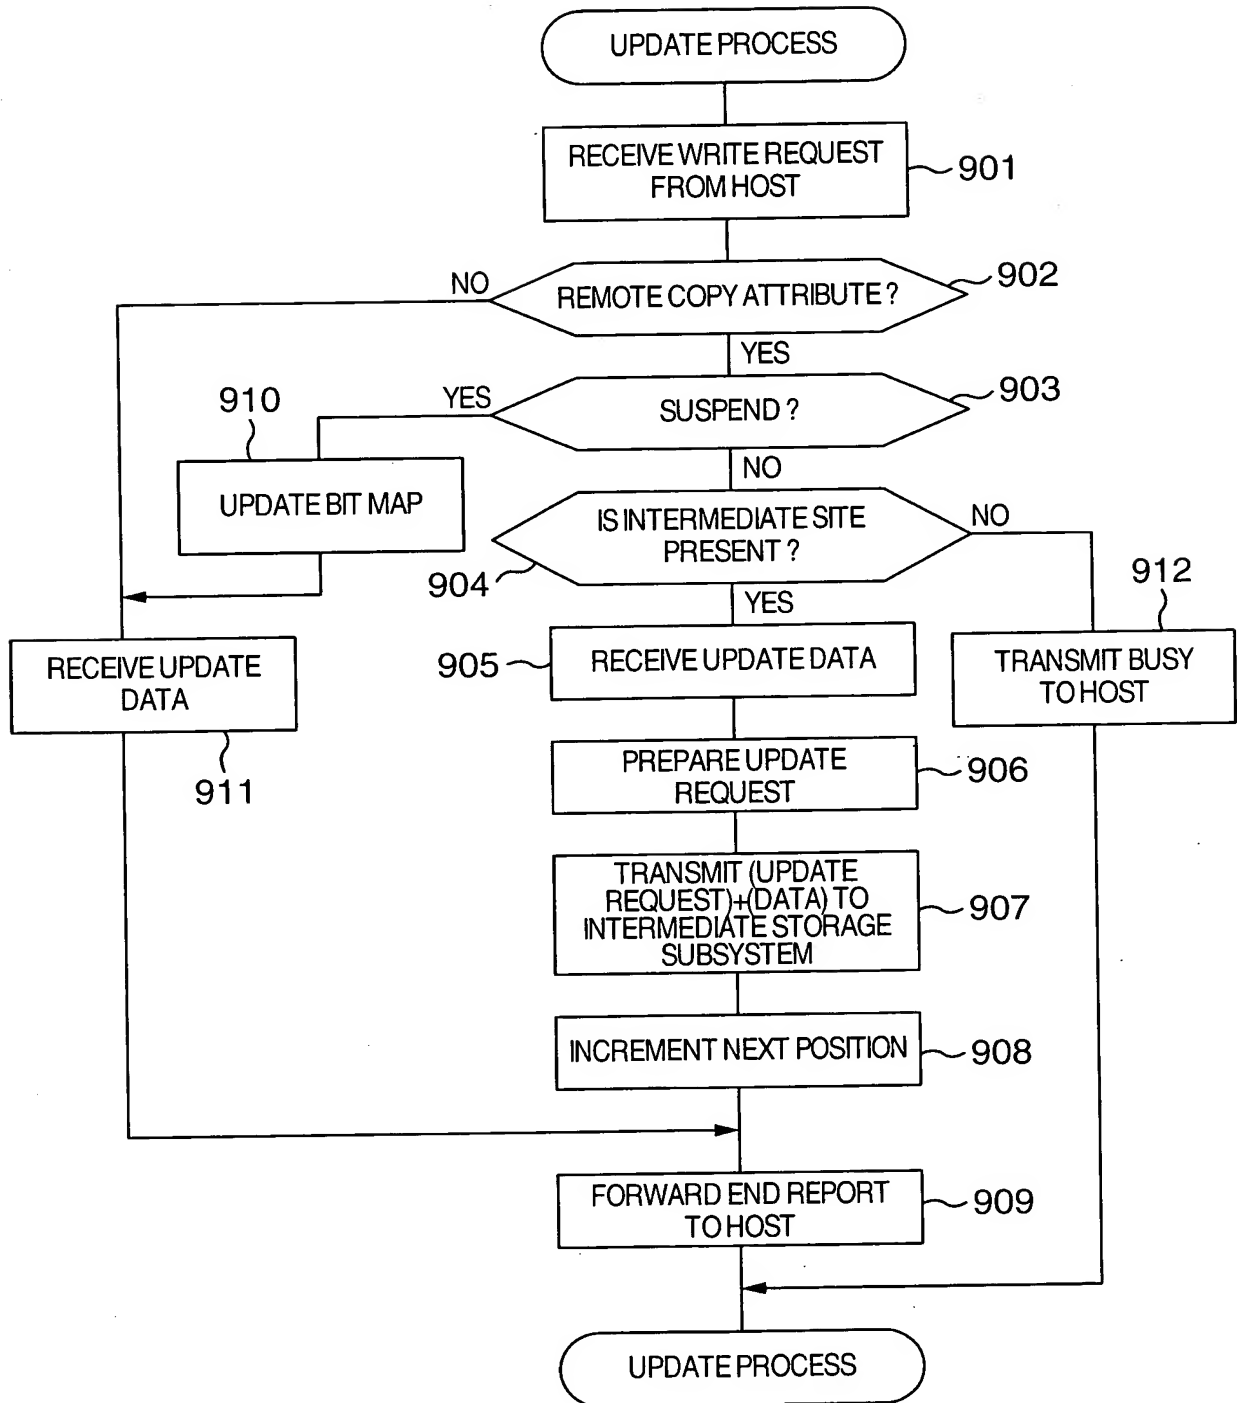 UPDATE PROCESS
RECEIVE WRITE REQUEST
FROM HOST
901
NO
REMOTE COPY ATTRIBUTE ?
902
YES
910
YES
SUSPEND ?
903
NO
UPDATE BIT MAP
IS INTERMEDIATE SITE
PRESENT ?
NO
904
YES
912
RECEIVE UPDATE
DATA
905
RECEIVE UPDATE DATA
TRANSMIT BUSY
TO HOST
911
PREPARE UPDATE
REQUEST
906
TRANSMIT (UPDATE
REQUEST)+(DATA) TO
INTERMEDIATE STORAGE
SUBSYSTEM
907
INCREMENT NEXT POSITION
908
FORWARD END REPORT
TO HOST
909
UPDATE PROCESS